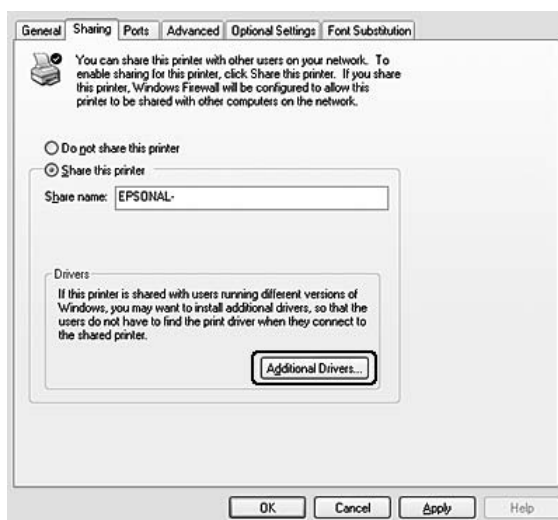 General Sharing Ports Advanced Optional Settings Font Substitution
You can share this printer with other users on your network. To
enable sharing for this printer, click Share this printer. If you share
this printer, Windows Firewall will be configured to allow this
printer to be shared with other computers on the network.
Do not share this printer
Share this printer
Share name: EPSONAL-
Drivers
If this printer is shared with users running different versions of
Windows, you may want to install additional drivers, so that the
users do not have to find the print driver when they connect to
the shared printer.
Additional Drivers...
OK Cancel Apply Help